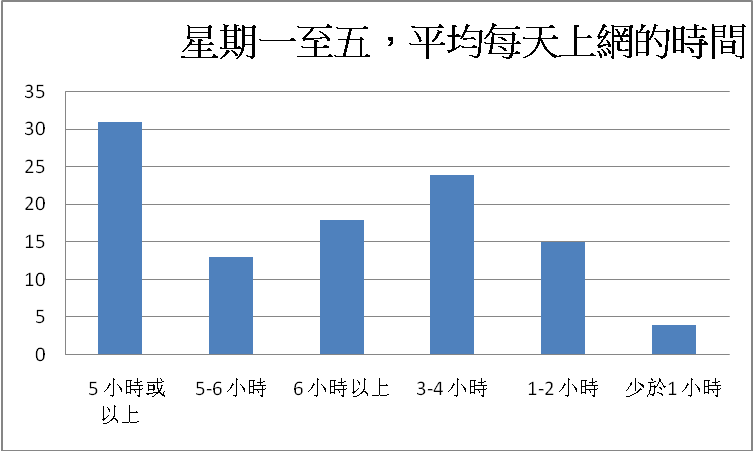 星期一至五，平均每天上網的時間
35
30
25
20
15
10
5
0
5 小時或
以上
5-6 小時
6 小時以上
3-4 小時
1-2 小時
少於1 小時